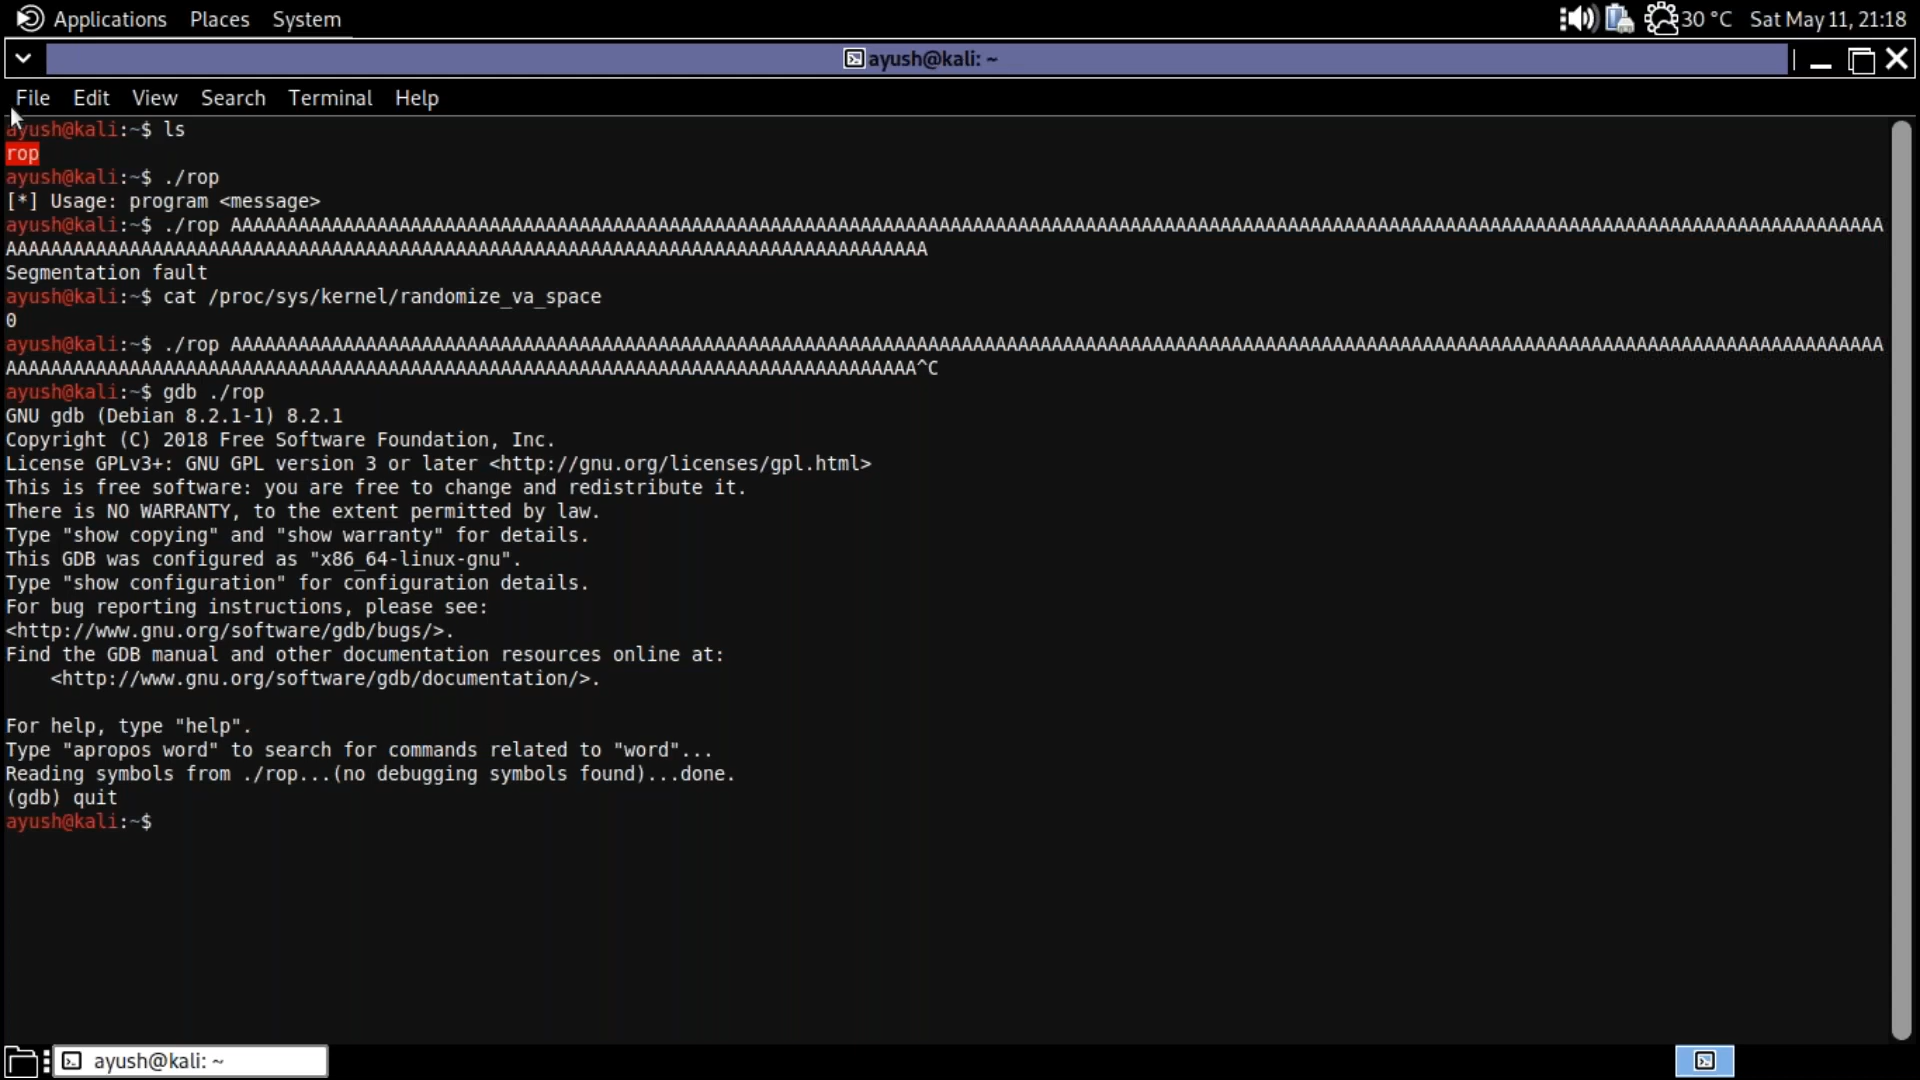 Applications Places System 30 °C Sat May 11, 21:18
ayush@kali: ~
File Edit View Search Terminal Help
ayush@kali:~$ ls
rop
ayush@kali:~$ ./rop
[*] Usage: program <message>
ayush@kali:~$ ./rop AAAAAAAAAAAAAAAAAAAAAAAAAAAAAAAAAAAAAAAAAAAAAAAAAAAAAAAAAAAAAAAAAAAAAAAAAAAAAAAAAAAAAAAAAAAAAAAAAAAAAAAAAAAAAAAAAAAAAAAAAAAAAAAAAAAAAAAAAAAAAAAAAAA
AAAAAAAAAAAAAAAAAAAAAAAAAAAAAAAAAAAAAAAAAAAAAAAAAAAAAAAAAAAAAAAAAAAAAAAAAAAAAAAAAA
Segmentation fault
ayush@kali:~$ cat /proc/sys/kernel/randomize_va_space
0
ayush@kali:~$ ./rop AAAAAAAAAAAAAAAAAAAAAAAAAAAAAAAAAAAAAAAAAAAAAAAAAAAAAAAAAAAAAAAAAAAAAAAAAAAAAAAAAAAAAAAAAAAAAAAAAAAAAAAAAAAAAAAAAAAAAAAAAAAAAAAAAAAAAAAAAAAAAAAAAAA
AAAAAAAAAAAAAAAAAAAAAAAAAAAAAAAAAAAAAAAAAAAAAAAAAAAAAAAAAAAAAAAAAAAAAAAAAAAAAAAAA^C
ayush@kali:~$ gdb ./rop
GNU gdb (Debian 8.2.1-1) 8.2.1
Copyright (C) 2018 Free Software Foundation, Inc.
License GPLv3+: GNU GPL version 3 or later <http://gnu.org/licenses/gpl.html>
This is free software: you are free to change and redistribute it.
There is NO WARRANTY, to the extent permitted by law.
Type "show copying" and "show warranty" for details.
This GDB was configured as "x86_64-linux-gnu".
Type "show configuration" for configuration details.
For bug reporting instructions, please see:
<http://www.gnu.org/software/gdb/bugs/>.
Find the GDB manual and other documentation resources online at:
    <http://www.gnu.org/software/gdb/documentation/>.
For help, type "help".
Type "apropos word" to search for commands related to "word"...
Reading symbols from ./rop...(no debugging symbols found)...done.
(gdb) quit
ayush@kali:~$
ayush@kali: ~